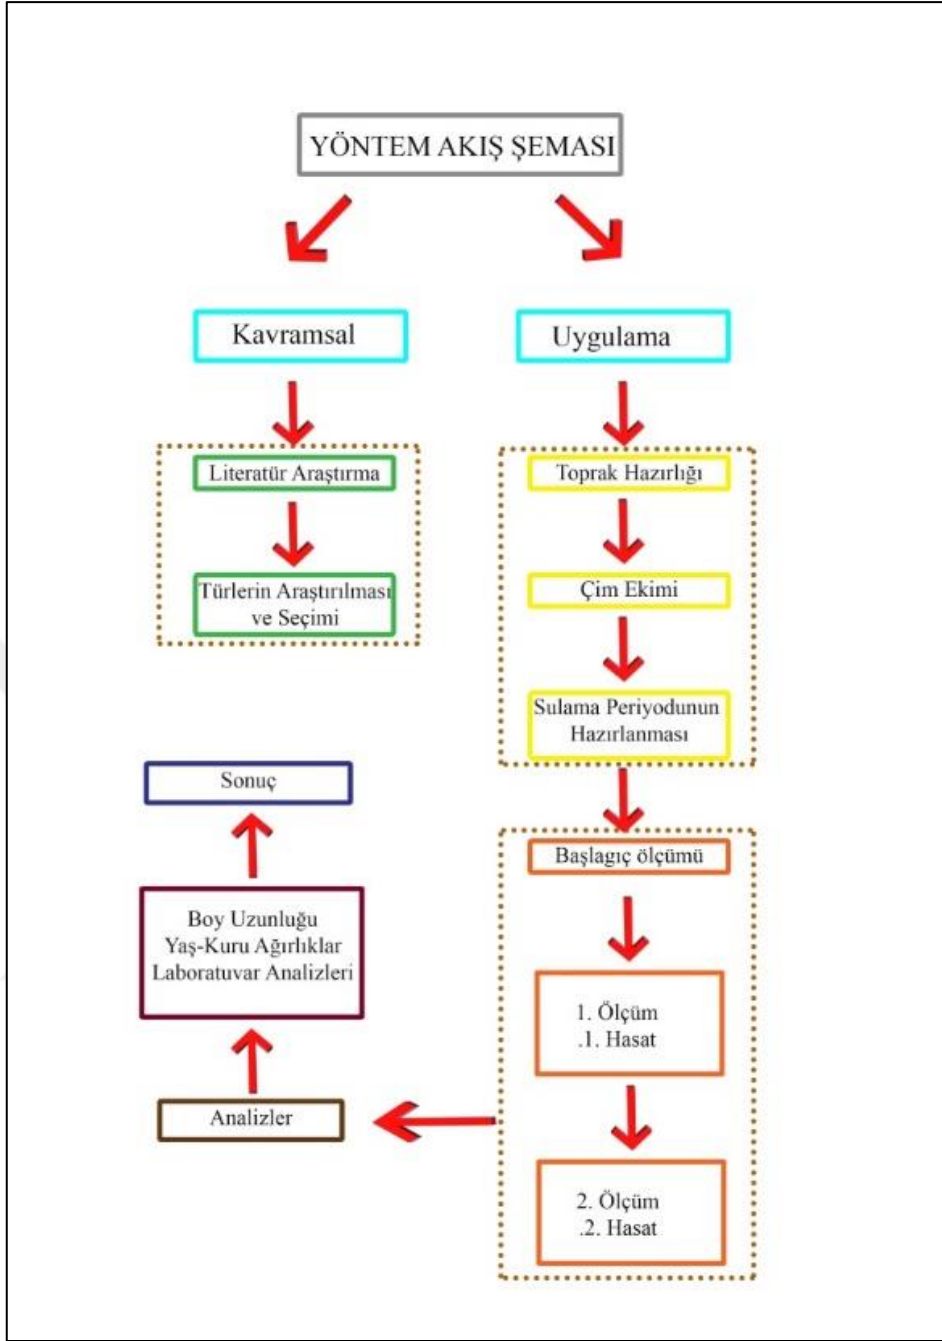 YÖNTEM AKIŞ ŞEMASI
Kavramsal
Literatür Araştırma
Türlerin Araştırılması
ve Seçimi
Uygulama
Toprak Hazırlığı
Çim Ekimi
Sulama Periyodunun
Hazırlanması
Başlagıç ölçümü
1. Ölçüm
.1. Hasat
2. Ölçüm
.2. Hasat
Analizler
Boy Uzunluğu
Yaş-Kuru Ağırlıklar
Laboratuvar Analizleri
Sonuç